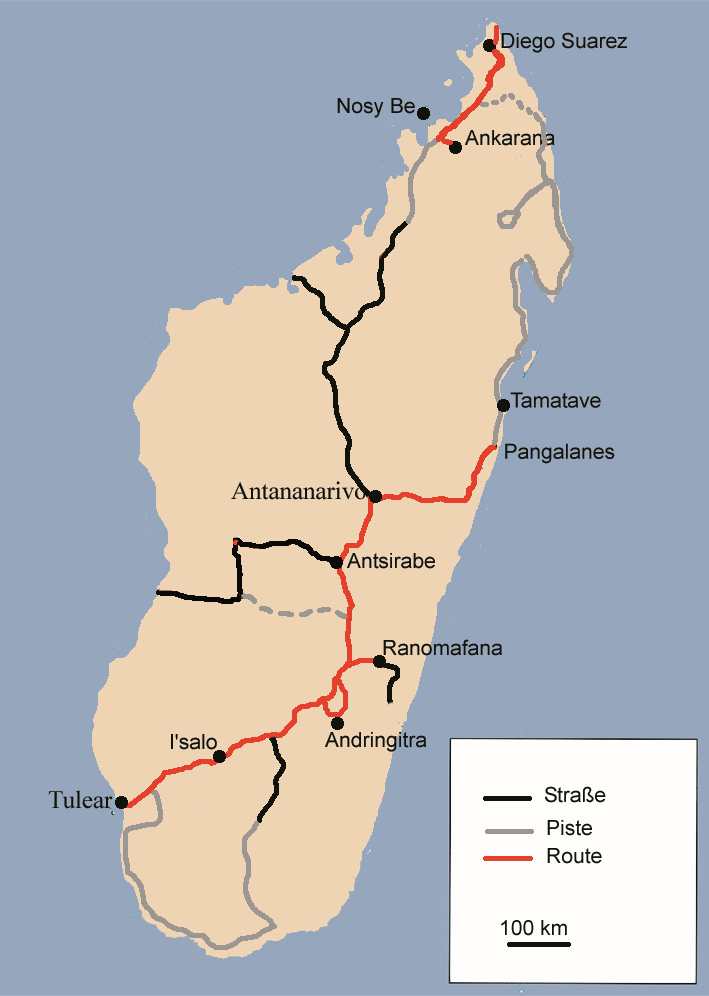 Diego Suarez
Nosy Be
Ankarana
Tamatave
Pangalanes
Antananarivo
Antsirabe
Ranomafana
Andringitra
I'salo
Tulear
Straße
Piste
Route
100 km